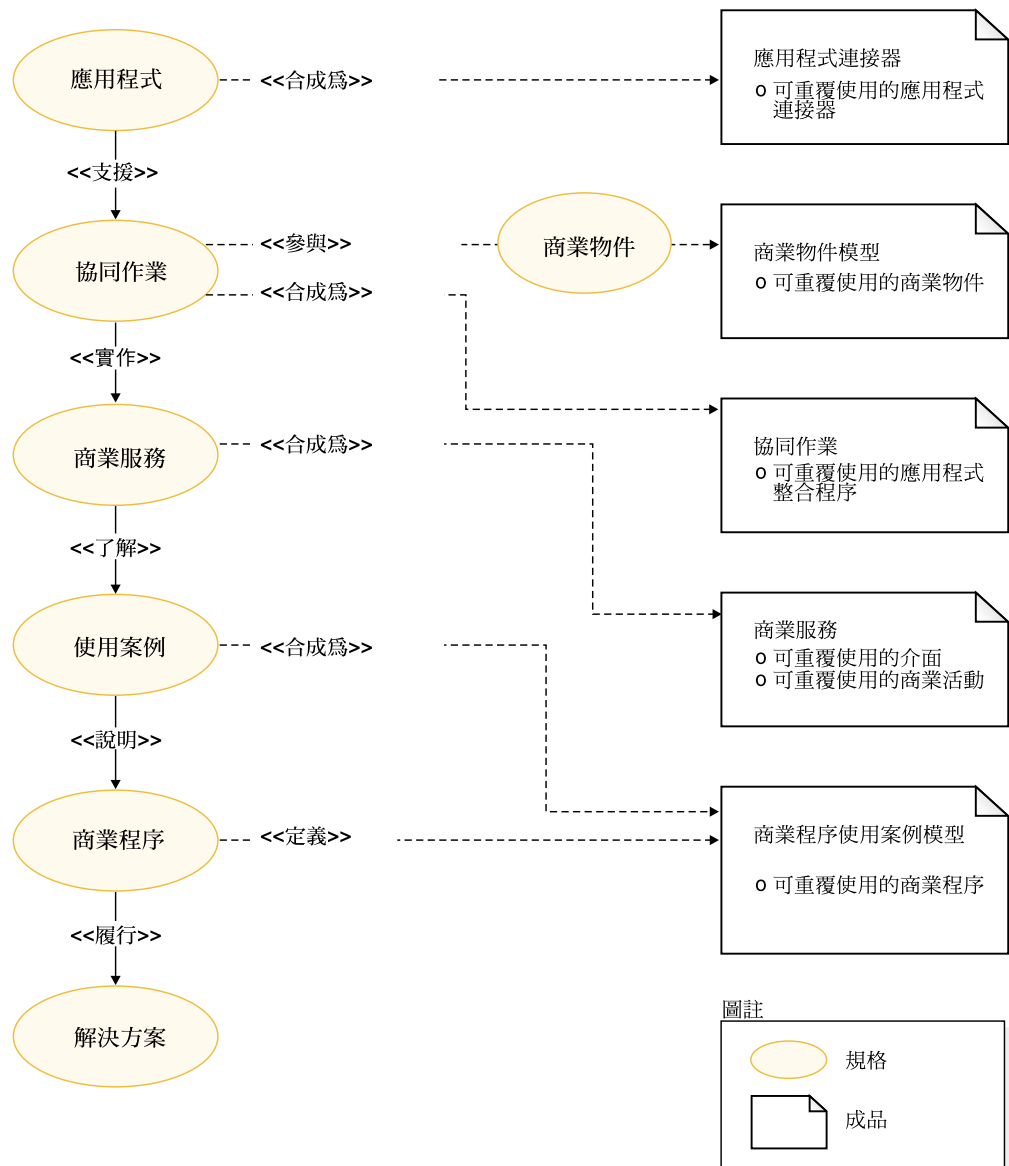 應用程式
<<合成爲>>
應用程式連接器
o 可重覆使用的應用程式
連接器
<<支援>>
協同作業
<<參與>>
商業物件
<<合成爲>>
商業物件模型
o 可重覆使用的商業物件
<<實作>>
協同作業
o 可重覆使用的應用程式
整合程序
商業服務
<<合成爲>>
<<了解>>
商業服務
o 可重覆使用的介面
o 可重覆使用的商業活動
使用案例
<<合成爲>>
<<說明>>
商業程序
<<定義>>
商業程序使用案例模型
o 可重覆使用的商業程序
<<履行>>
解決方案
圖註
規格
成品